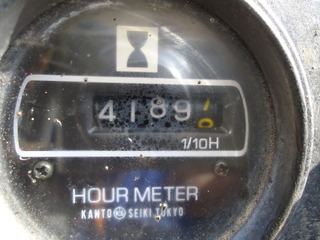 4189
1/10H
HOUR METER
KANTO SEIKI TOKYO